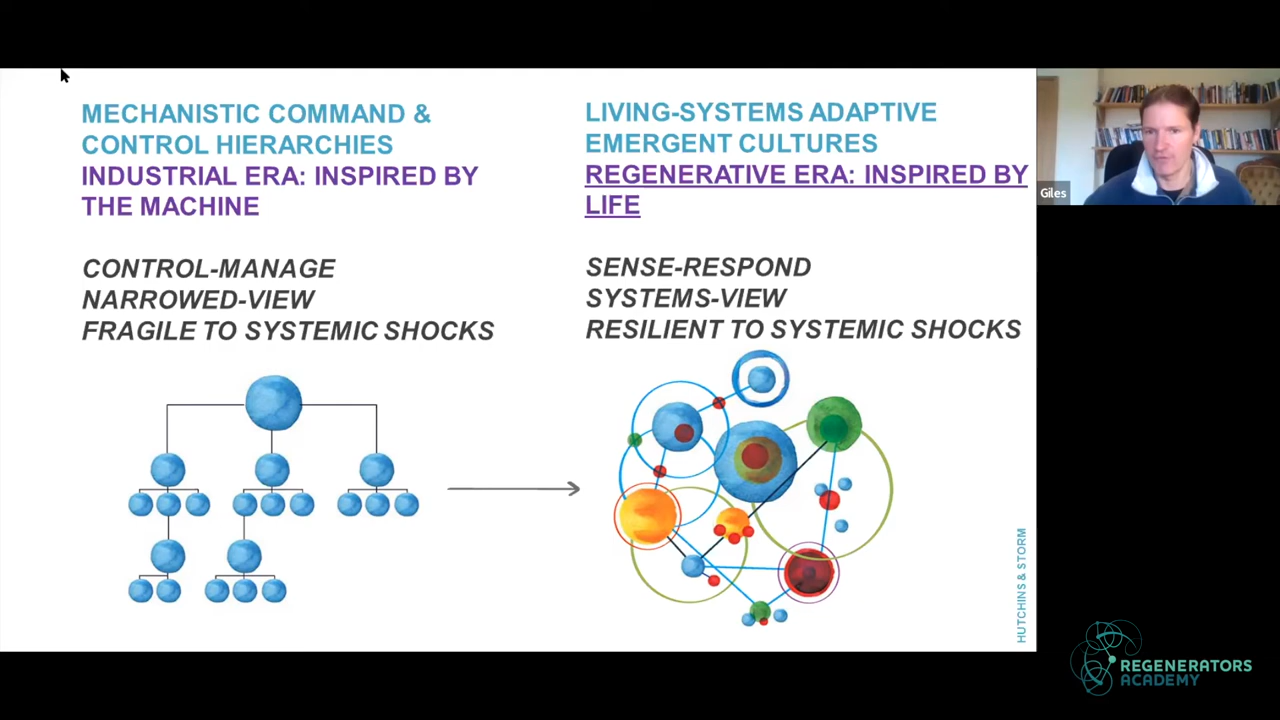 MECHANISTIC COMMAND &
CONTROL HIERARCHIES
INDUSTRIAL ERA: INSPIRED BY
THE MACHINE
CONTROL-MANAGE
NARROWED-VIEW
FRAGILE TO SYSTEMIC SHOCKS
LIVING-SYSTEMS ADAPTIVE
EMERGENT CULTURES
REGENERATIVE ERA: INSPIRED BY
LIFE
SENSE-RESPOND
SYSTEMS-VIEW
RESILIENT TO SYSTEMIC SHOCKS
HUTCHINS & STORM
Giles
REGENERATORS
ACADEMY